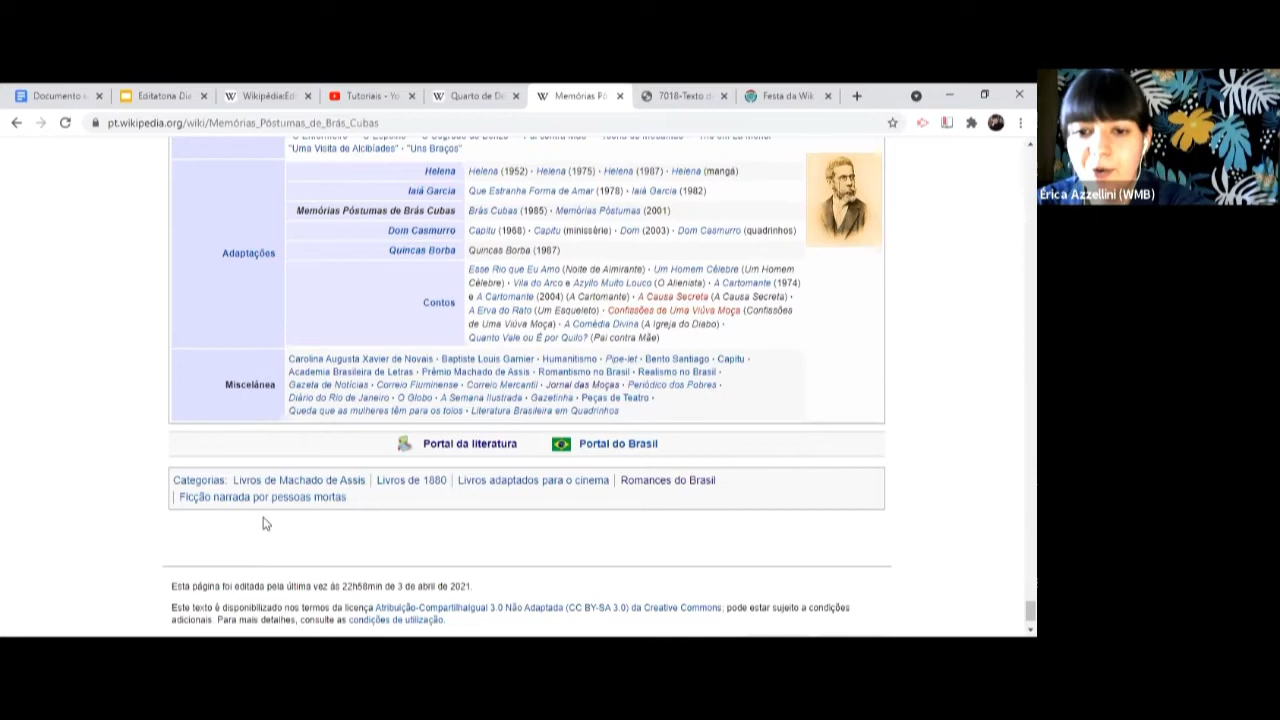 Documento
Editatona Die
Wikipédia:Edi
Tutoriais - Yo
Quarto de De
Memórias Pó
7018-Texto d
Festa da Wik
pt.wikipedia.org/wiki/Memórias_Póstumas_de_Brás_Cubas
"Uma Visita de Alcibíades" · "Uns Braços"
Helena Helena (1952) · Helena (1975) · Helena (1987) · Helena (mangá)
Iaiá Garcia Que Estranha Forma de Amar (1978) · Iaiá Garcia (1982)
Memórias Póstumas de Brás Cubas Brás Cubas (1985) · Memórias Póstumas (2001)
Dom Casmurro Capitu (1968) · Capitu (minissérie) · Dom (2003) · Dom Casmurro (quadrinhos)
Adaptações
Quincas Borba Quincas Borba (1987)
Contos
Esse Rio que Eu Amo (Noite de Almirante) · Um Homem Célebre (Um Homem
Célebre) · Vila do Arco e Azyllo Muito Louco (O Alienista) · A Cartomante (1974)
e A Cartomante (2004) (A Cartomante) · A Causa Secreta (A Causa Secreta) ·
A Erva do Rato (Um Esqueleto) · Confissões de Uma Viúva Moça (Confissões
de Uma Viúva Moça) · A Comédia Divina (A Igreja do Diabo) ·
Quanto Vale ou É por Quilo? (Pai contra Mãe)
Miscelânea
Carolina Augusta Xavier de Novais · Baptiste Louis Garnier · Humanitismo · Pipe-let · Bento Santiago · Capitu ·
Academia Brasileira de Letras · Prêmio Machado de Assis · Romantismo no Brasil · Realismo no Brasil ·
Gazeta de Notícias · Correio Fluminense · Correio Mercantil · Jornal das Moças · Periódico dos Pobres ·
Diário do Rio de Janeiro · O Globo · A Semana Ilustrada · Gazetinha · Peças de Teatro ·
Queda que as mulheres têm para os tolos · Literatura Brasileira em Quadrinhos
Portal da literatura Portal do Brasil
Categorias: Livros de Machado de Assis | Livros de 1880 | Livros adaptados para o cinema | Romances do Brasil
| Ficção narrada por pessoas mortas
Esta página foi editada pela última vez às 22h58min de 3 de abril de 2021.
Este texto é disponibilizado nos termos da licença Atribuição-CompartilhaIgual 3.0 Não Adaptada (CC BY-SA 3.0) da Creative Commons; pode estar sujeito a condições
adicionais. Para mais detalhes, consulte as condições de utilização.
Érica Azzellini (WMB)